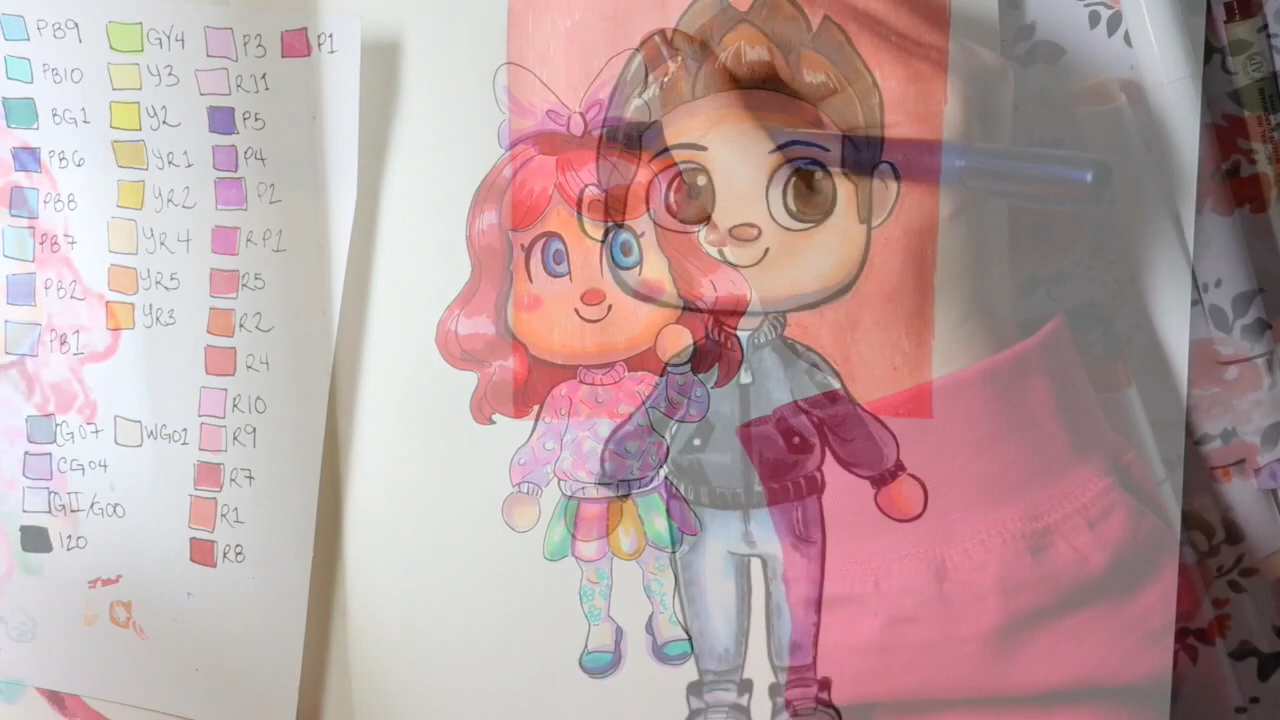 PB9
PB10
BG1
PB6
PB8
PB7
PB2
PB1
GY4
Y3
Y2
YR1
YR2
YR4
YR5
YR3
P3
R11
P5
P4
P2
RP1
R5
R2
R4
R10
R9
R7
R1
R8
P1
CG07
CG04
CGII/G00
120
WG01